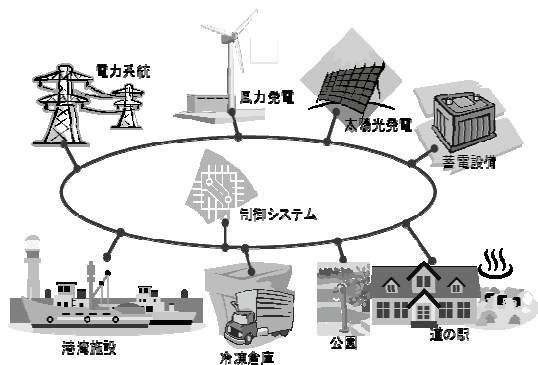 電力系統
風力発電
太陽光発電
蓄電設備
制御システム
港湾施設
冷凍倉庫
公園
道の駅